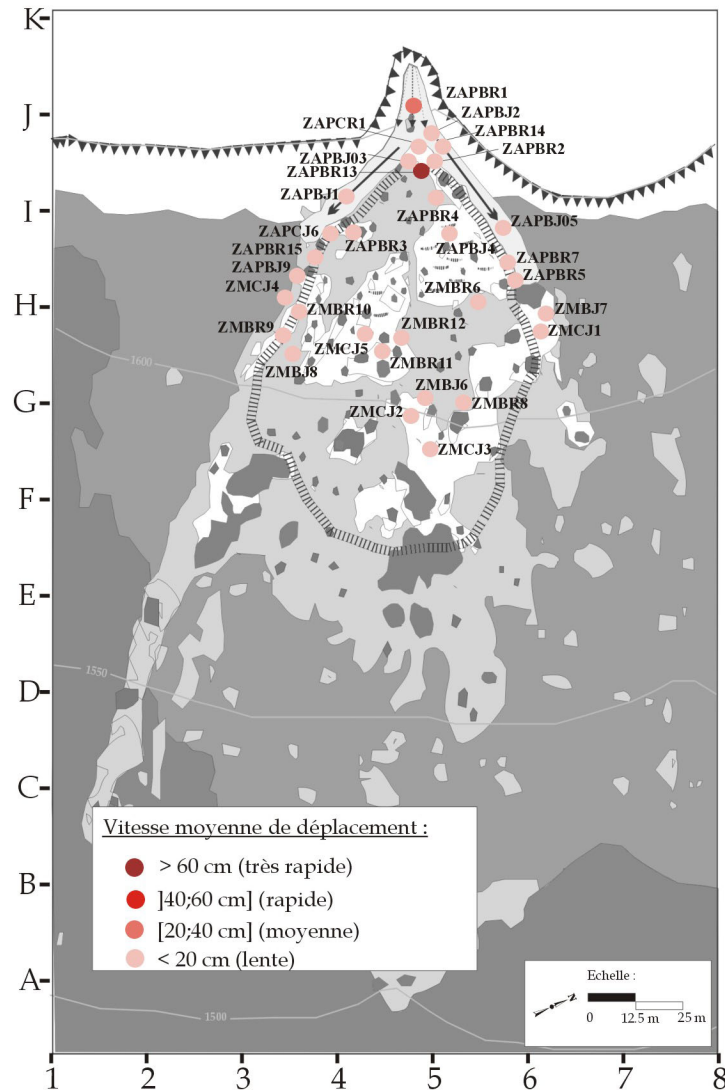 K
ZAPBR1
J
ZAPBJ2
ZAPCR1
ZAPBR14
ZAPBJ03
ZAPBR2
ZAPBR13
ZAPBJ1
I
ZAPBR4
ZAPBJ05
ZAPCJ6
ZAPBR3
ZAPBJ4
ZAPBR15
ZAPBR7
ZAPBJ9
ZAPBR5
ZMCJ4
ZMBR6
H
ZMBR10
ZMBJ7
ZMBR9
ZMBR12
ZMCJ1
ZMCJ5
1600
ZMBR11
ZMBJ8
ZMBJ6
G
ZMCJ2
ZMBR8
ZMCJ3
F
E
1550
D
C
Vitesse moyenne de déplacement :
> 60 cm (très rapide)
]40;60 cm] (rapide)
[20;40 cm] (moyenne)
< 20 cm (lente)
B
A
Echelle :
N
0 12.5 m 25 m
1500
1 2 3 4 5 6 7 8